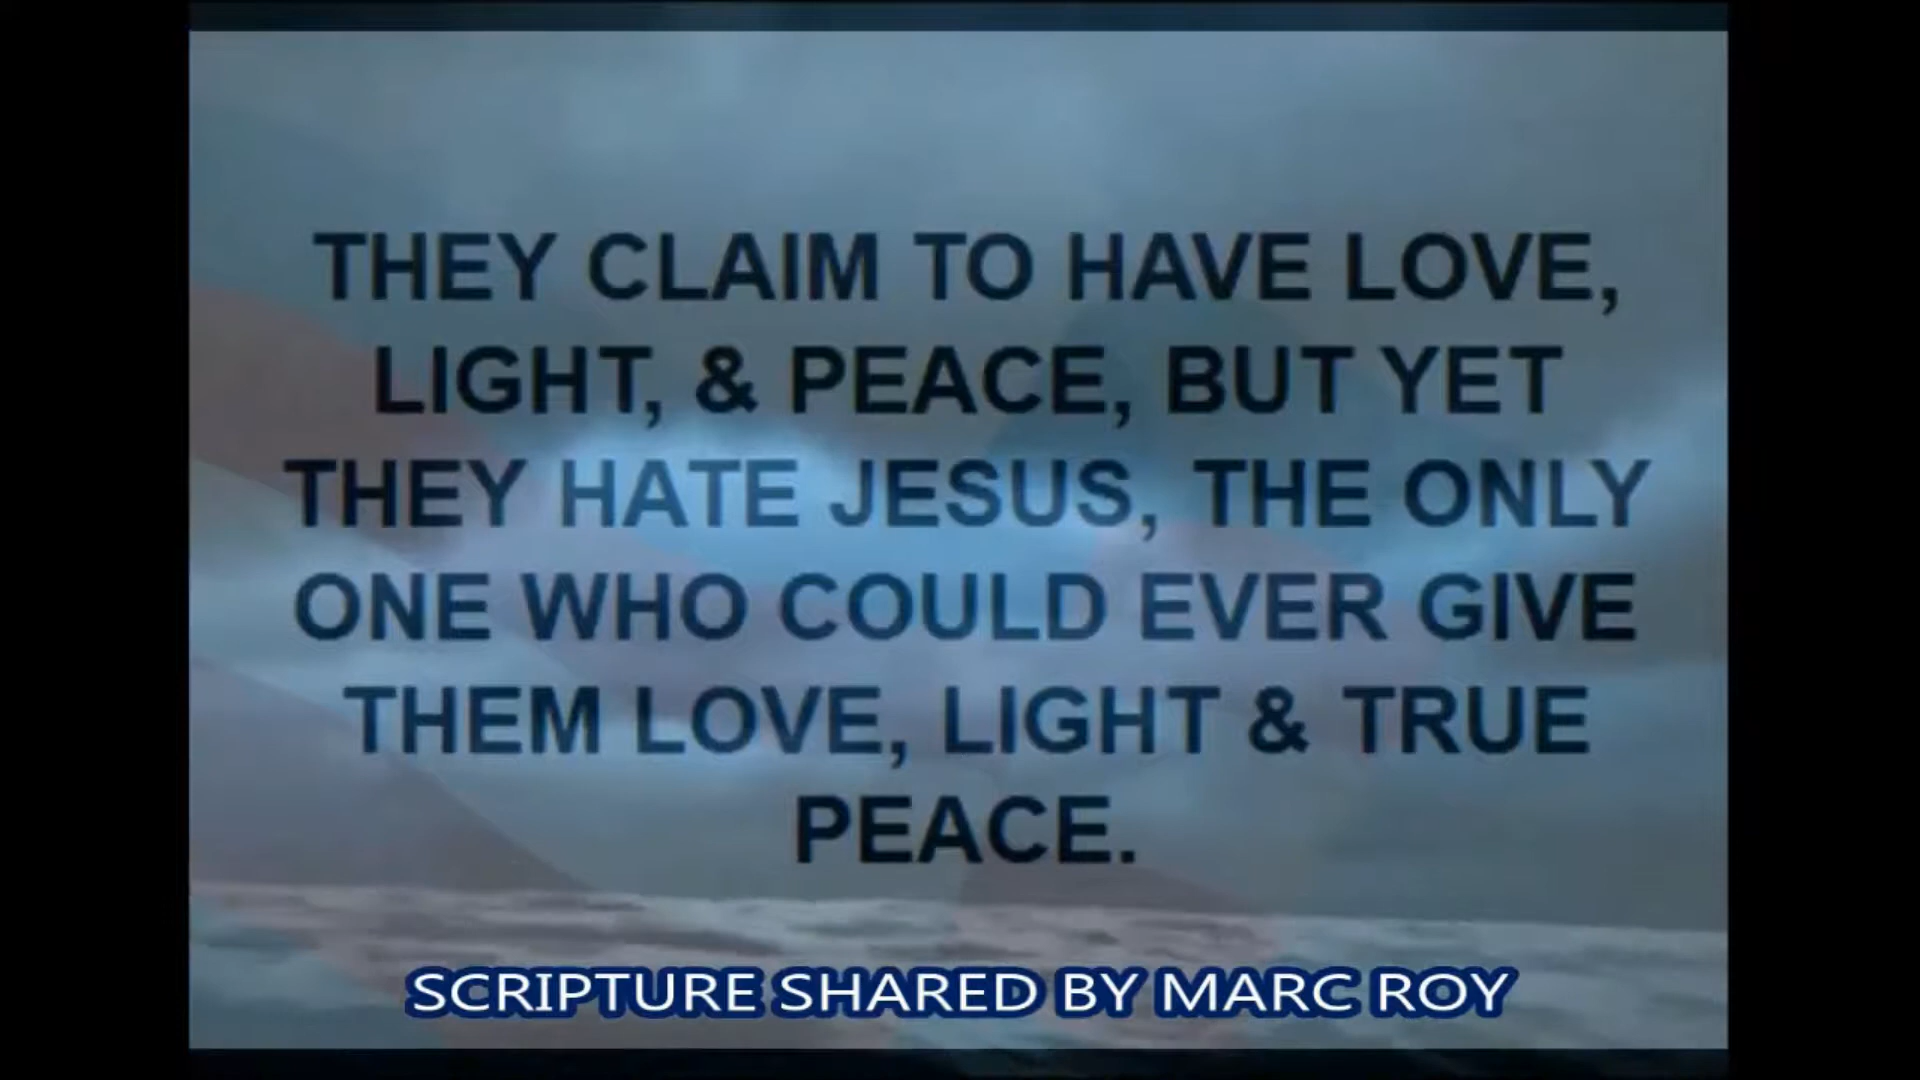 THEY CLAIM TO HAVE LOVE,
LIGHT, & PEACE, BUT YET
THEY HATE JESUS, THE ONLY
ONE WHO COULD EVER GIVE
THEM LOVE, LIGHT & TRUE
PEACE.
SCRIPTURE SHARED BY MARC ROY